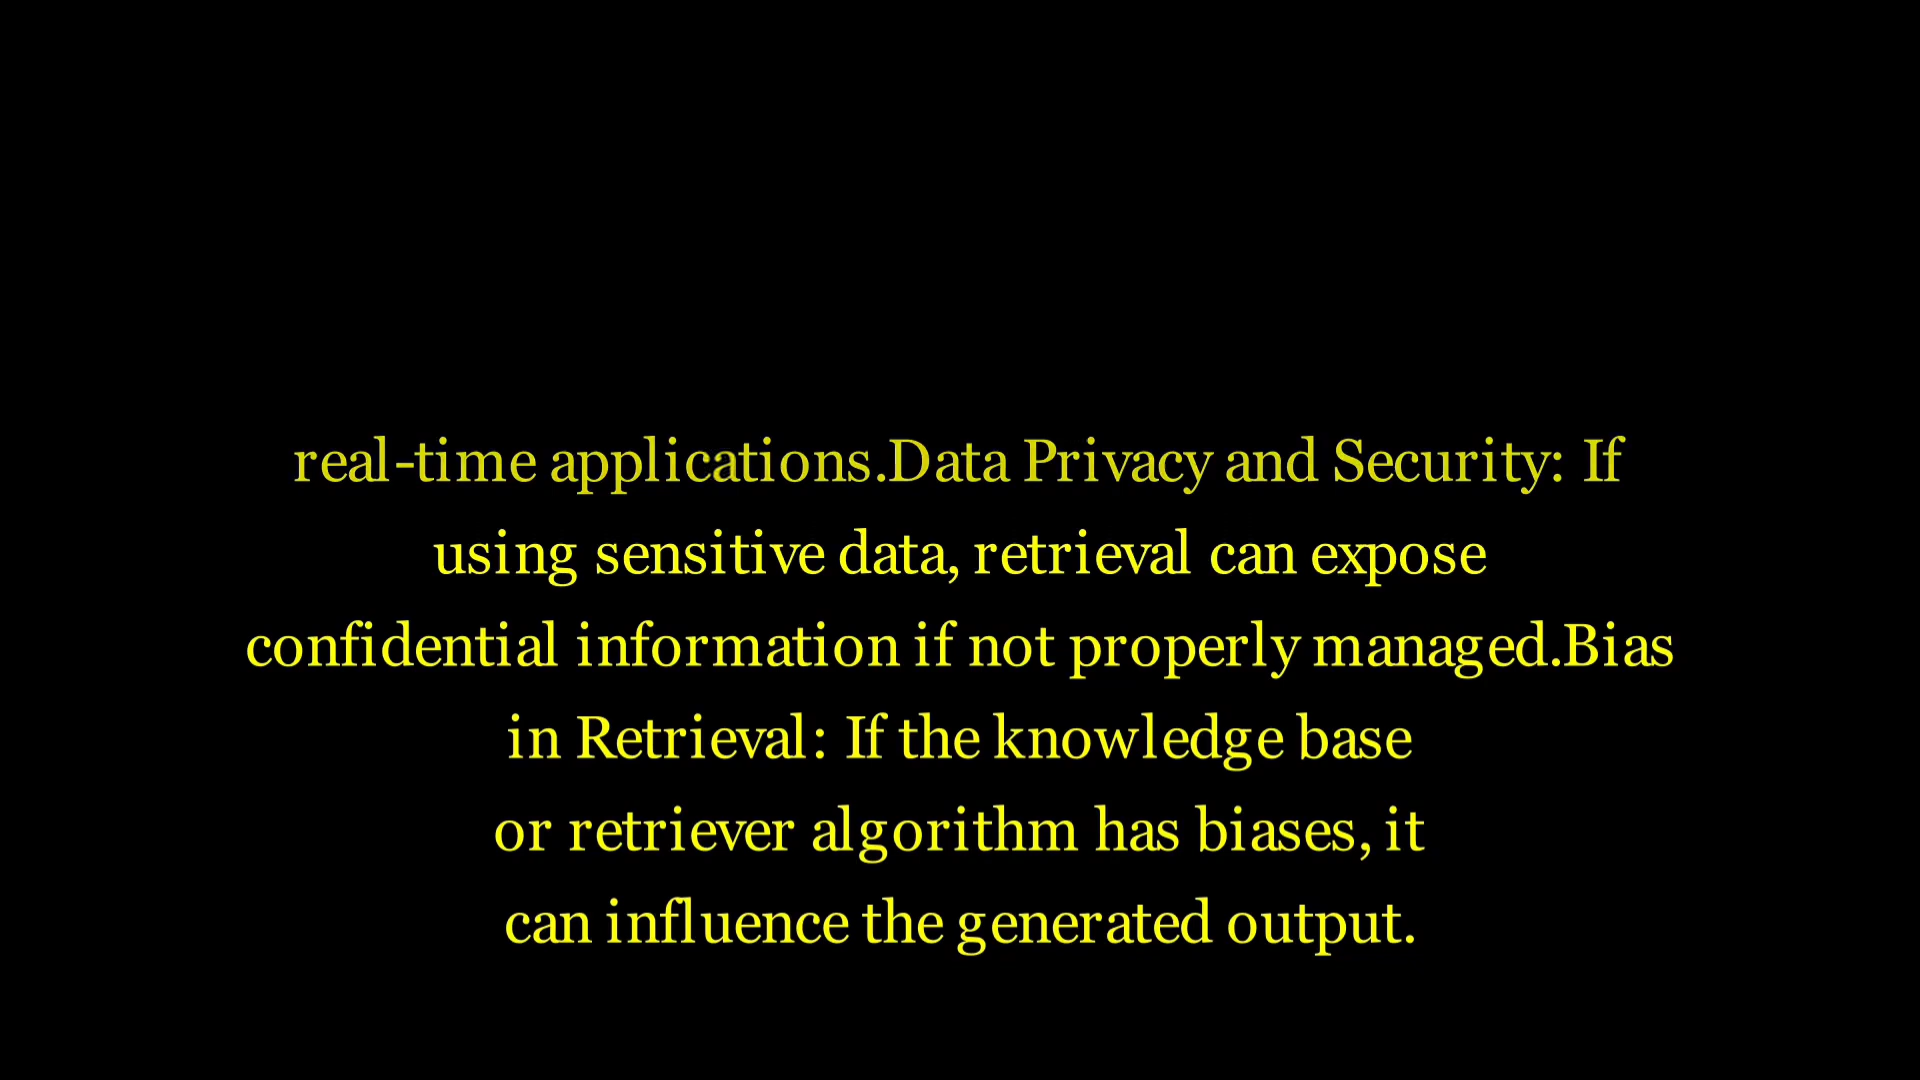 real-time applications.Data Privacy and Security: If
using sensitive data, retrieval can expose
confidential information if not properly managed.Bias
in Retrieval: If the knowledge base
or retriever algorithm has biases, it
can influence the generated output.